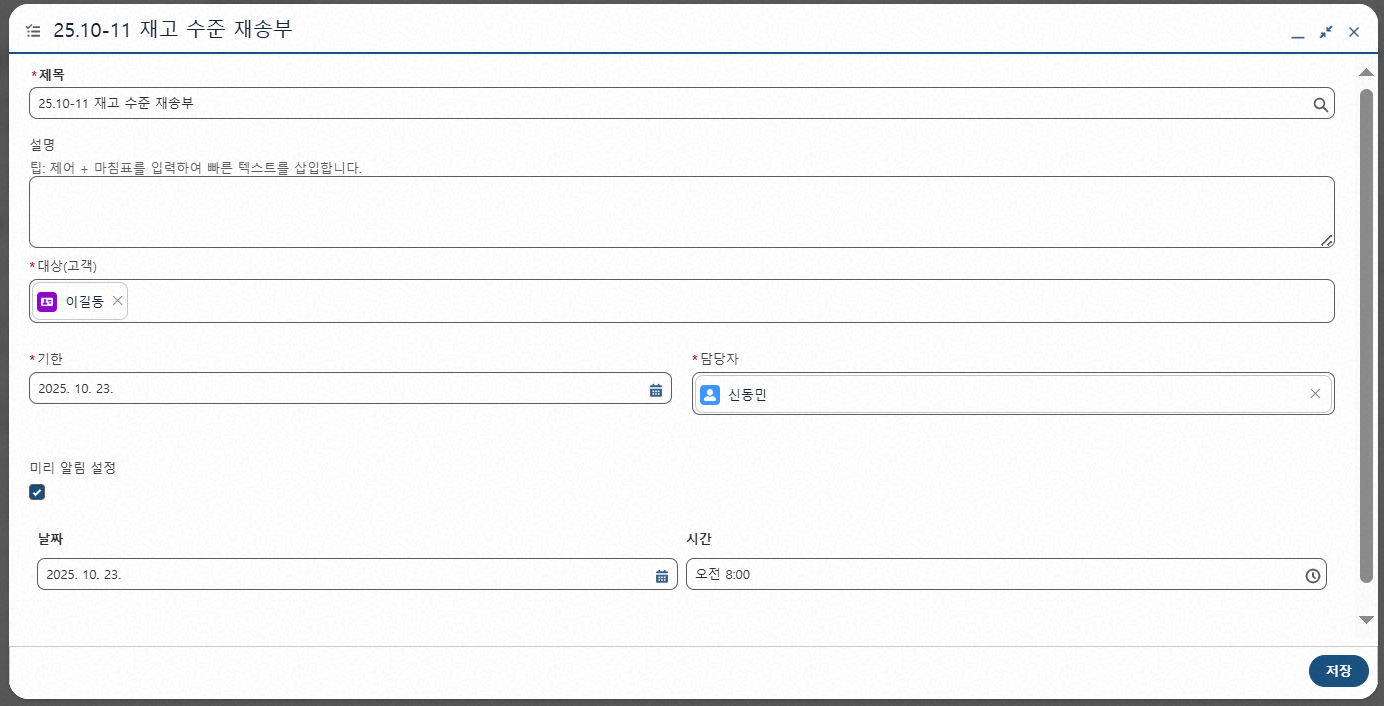 25.10-11 재고 수준 재송부
*제목
25.10-11 재고 수준 재송부
설명
팁: 제어 + 마침표를 입력하여 빠른 텍스트를 삽입합니다.
*대상(고객)
이길동
*기한
*담당자
2025. 10. 23.
신동민
미리 알림 설정
날짜
시간
2025. 10. 23.
오전 8:00
저장